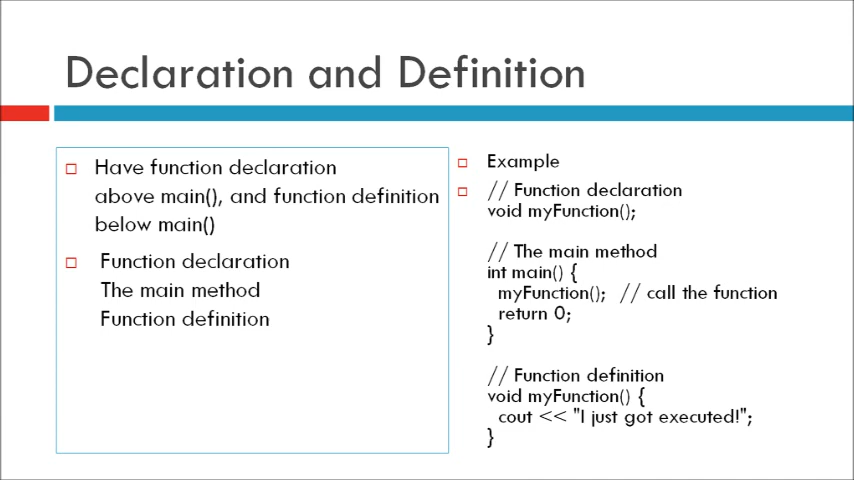 Declaration and Definition
Have function declaration
above main(), and function definition
below main()
Function declaration
The main method
Function definition
Example
// Function declaration
void myFunction();
// The main method
int main() {
myFunction(); // call the function
return 0;
}
// Function definition
void myFunction() {
cout << "I just got executed!";
}